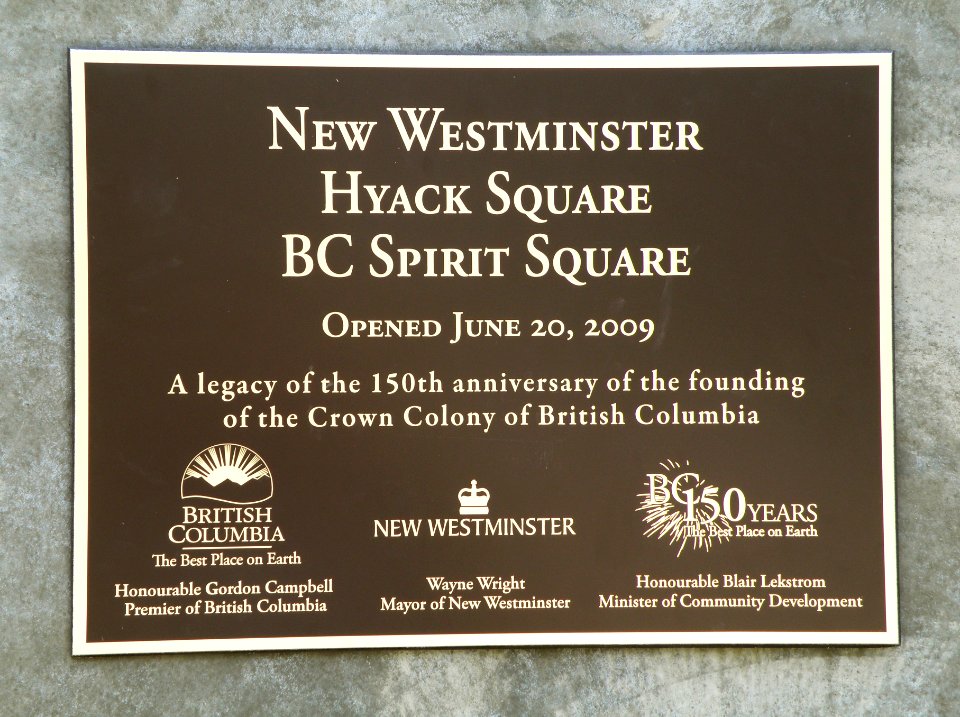 New Westminster
Hyack Square
BC Spirit Square
Opened June 20, 2009
A legacy of the 150th anniversary of the founding
of the Crown Colony of British Columbia
British
Columbia
The Best Place on Earth
Honourable Gordon Campbell
Premier of British Columbia
NEW WESTMINSTER
Wayne Wright
Mayor of New Westminster
BC
150 YEARS
The Best Place on Earth
Honourable Blair Lekstrom
Minister of Community Development